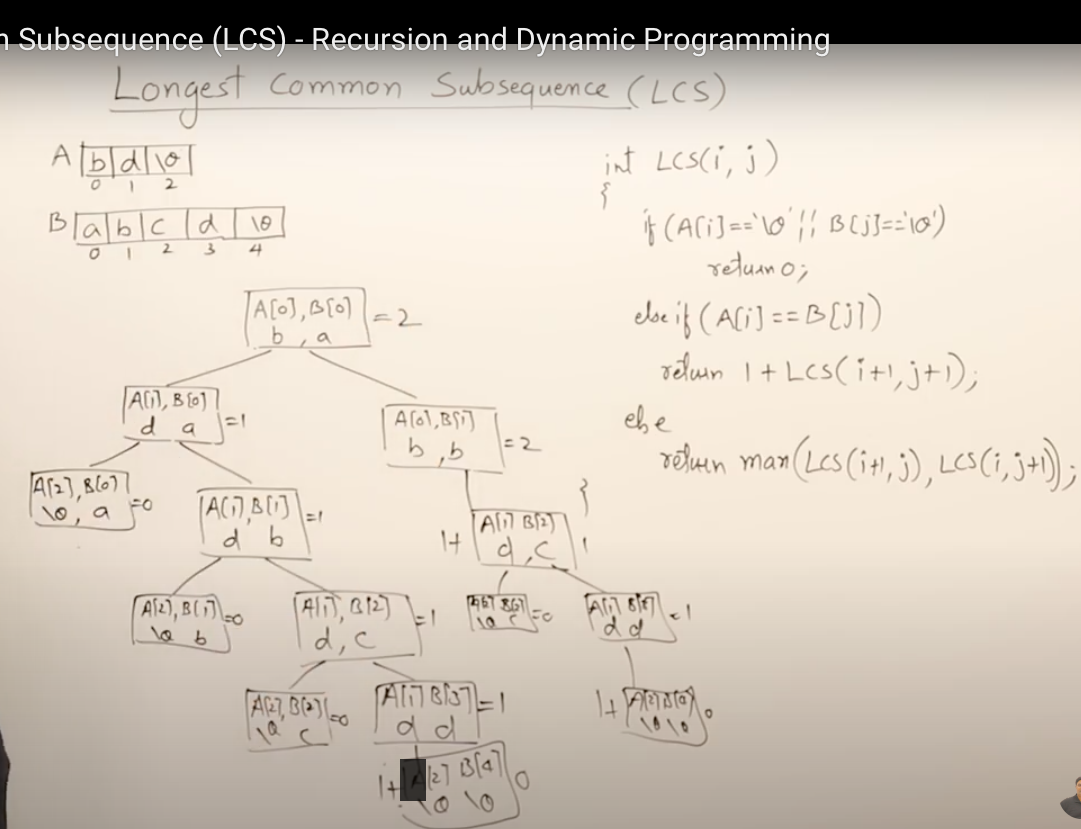 n Subsequence (LCS) - Recursion and Dynamic Programming
Longest Common Subsequence (LCS)
A b d \0
0 1 2
B a b c d \0
0 1 2 3 4
int LCS(i, j)
{
if (A[i]=='\0' || B[j]=='\0')
return 0;
else if (A[i]==B[j])
return 1+LCS(i+1, j+1);
else
return max(LCS(i+1, j), LCS(i, j+1));
}
A[0], B[0] =2
b , a
A[1], B[0] =1
d a
A[0], B[1] =2
b , b
A[2], B[0] =0
\0, a
A[1], B[1] =1
d b
1+ A[1] B[2] 1
d , c
A[2], B[1] =0
\0 b
A[1], B[2] =1
d, c
=0
\0 c
A[1] =1
d d
A[2], B[2] =0
\0 c
A[1] B[3] =1
d d
1+ A[2] 0
\0 \0
1+ [2] B[4] 0
\0 \0